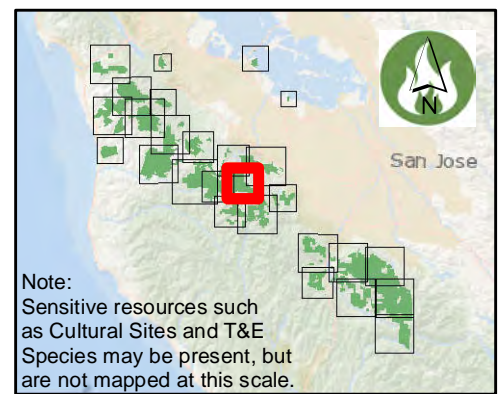 N
San Jose
Note:
Sensitive resources such
as Cultural Sites and T&E
Species may be present, but
are not mapped at this scale.